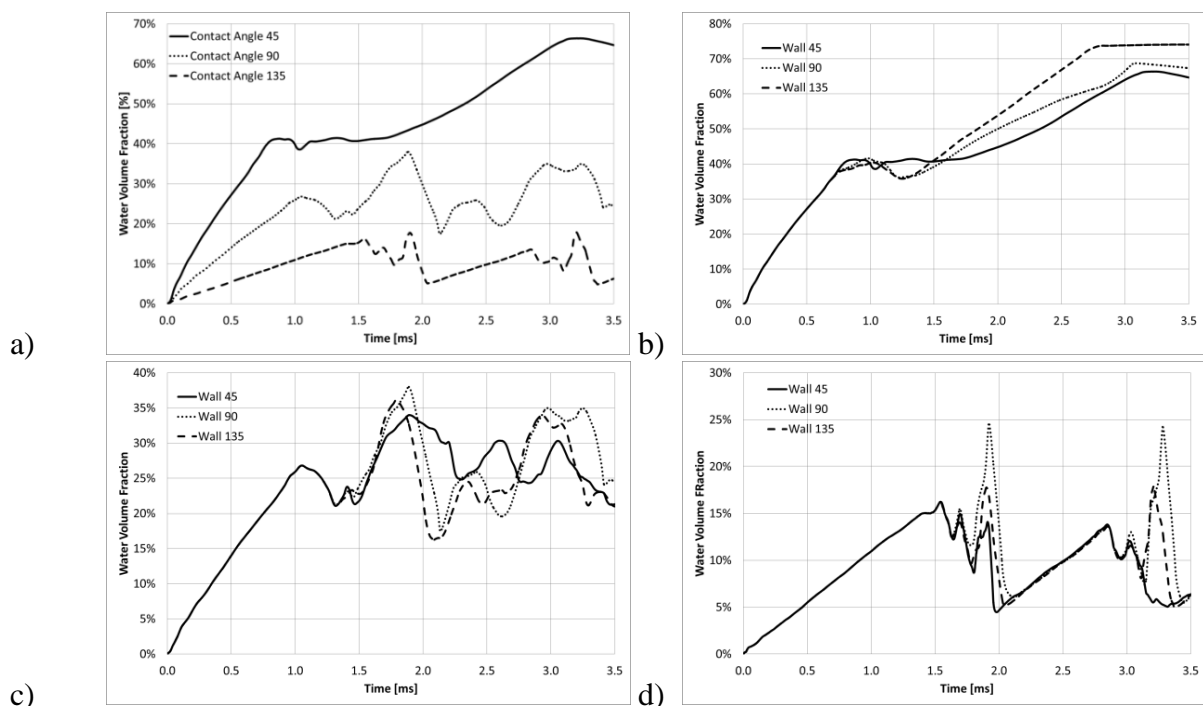 70%
60%
50%
40%
30%
20%
10%
0%
Water Volume Fraction [%]
Contact Angle 45
Contact Angle 90
Contact Angle 135
0.0 0.5 1.0 1.5 2.0 2.5 3.0 3.5
Time [ms]
a)
80%
70%
60%
50%
40%
30%
20%
10%
0%
Water Volume Fraction
Wall 45
Wall 90
Wall 135
0.0 0.5 1.0 1.5 2.0 2.5 3.0 3.5
Time [ms]
b)
40%
35%
30%
25%
20%
15%
10%
5%
0%
Water Volume Fraction
Wall 45
Wall 90
Wall 135
0.0 0.5 1.0 1.5 2.0 2.5 3.0 3.5
Time [ms]
c)
30%
25%
20%
15%
10%
5%
0%
Water Volume FRaction
Wall 45
Wall 90
Wall 135
0.0 0.5 1.0 1.5 2.0 2.5 3.0 3.5
Time [ms]
d)